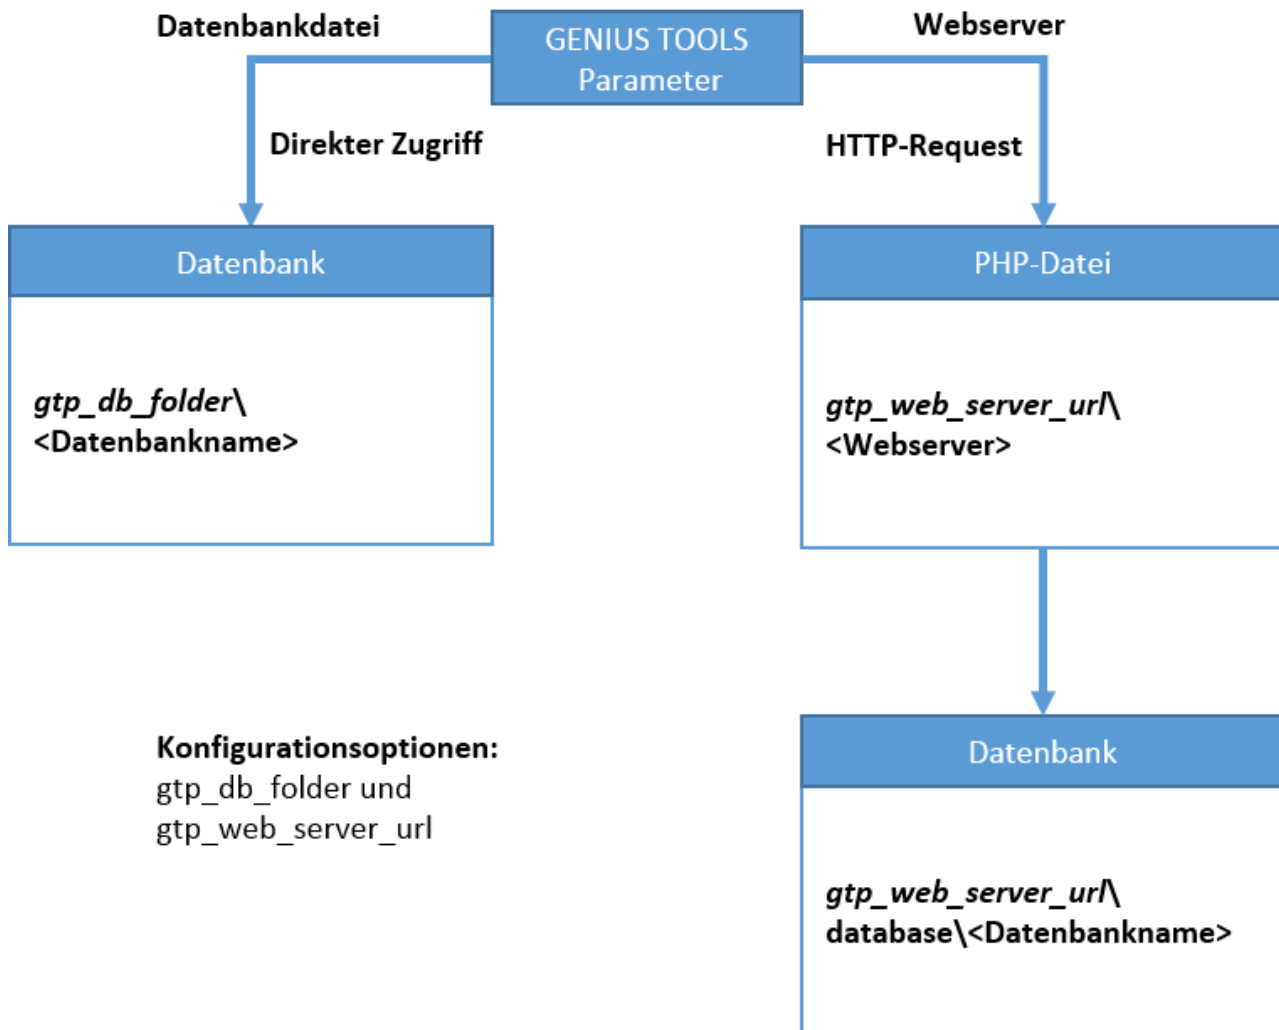 Datenbankdatei
GENIUS TOOLS
Parameter
Webserver
Direkter Zugriff
HTTP-Request
Datenbank
gtp_db_folder\
<Datenbankname>
PHP-Datei
gtp_web_server_url\
<Webserver>
Konfigurationsoptionen:
gtp_db_folder und
gtp_web_server_url
Datenbank
gtp_web_server_url\
database\<Datenbankname>